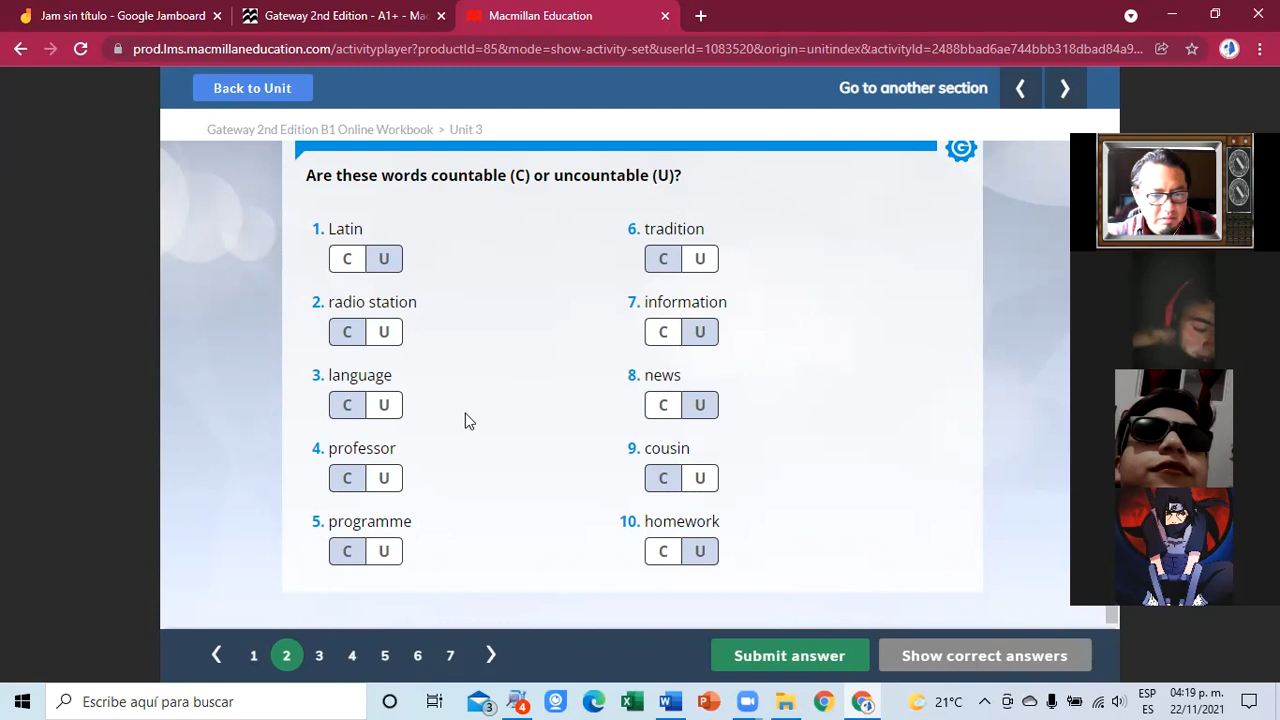 Jam sin título - Google Jamboard
Gateway 2nd Edition - A1+ - Mac
Macmillan Education
prod.lms.macmillaneducation.com/activityplayer?productId=85&mode=show-activity-set&userId=1083520&origin=unitindex&activityId=2488bbad6ae744bbb318dbad84a9...
Back to Unit
Go to another section
Gateway 2nd Edition B1 Online Workbook > Unit 3
G
Are these words countable (C) or uncountable (U)?
1. Latin
C U
2. radio station
C U
3. language
C U
4. professor
C U
5. programme
C U
6. tradition
C U
7. information
C U
8. news
C U
9. cousin
C U
10. homework
C U
1 2 3 4 5 6 7
Submit answer
Show correct answers
Escribe aquí para buscar
3
4
21°C
ESP
ES
04:19 p. m.
22/11/2021